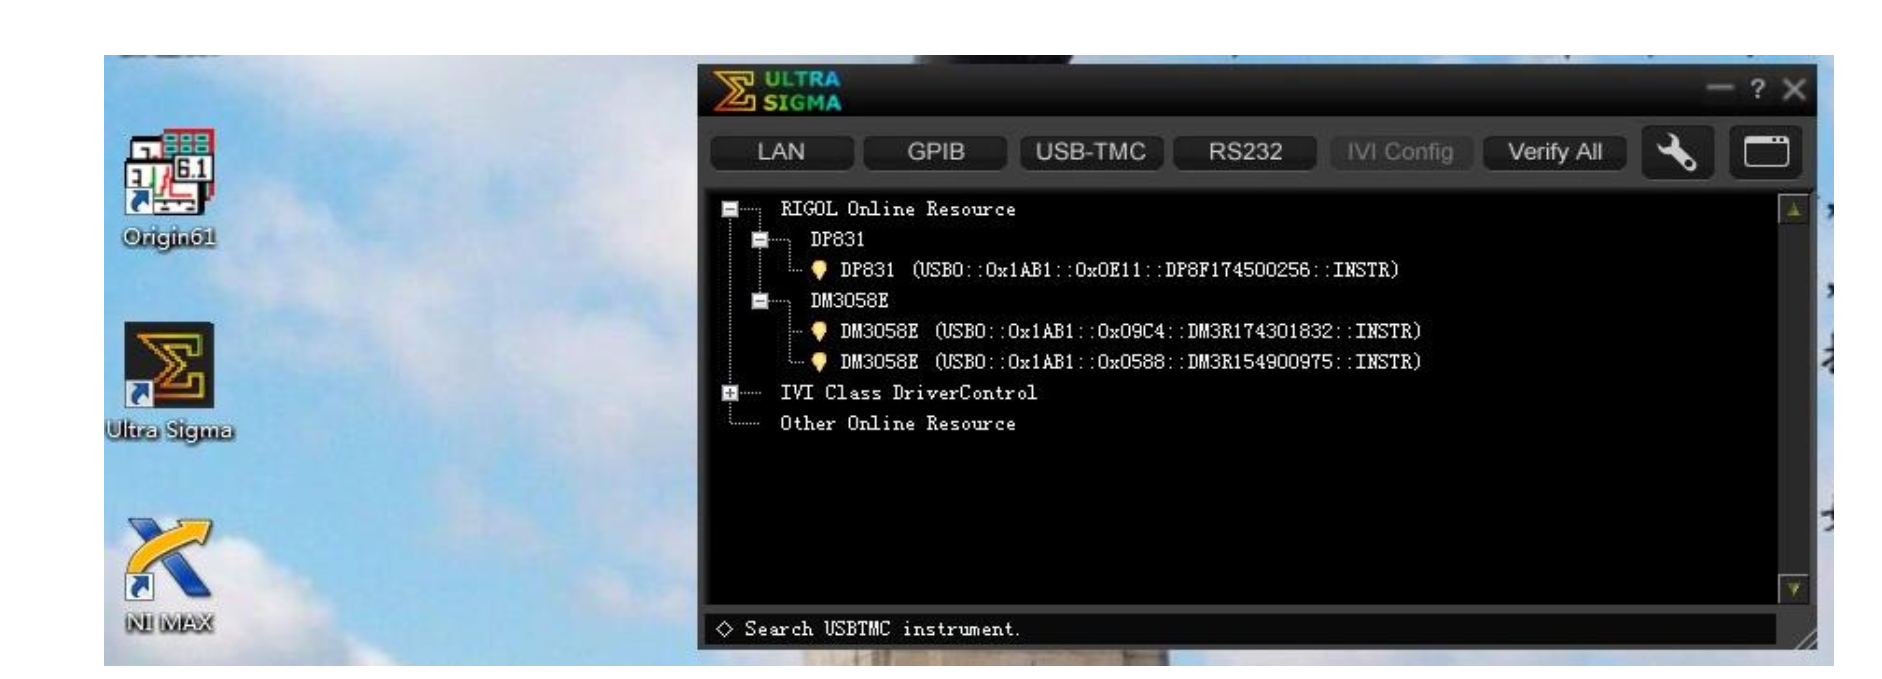 ULTRA
SIGMA
LAN GPIB USB-TMC RS232 IVI Config Verify All
RIGOL Online Resource
DP831
DP831 (USB0::0x1AB1::0x0E11::DP8F174500256::INSTR)
DM3058E
DM3058E (USB0::0x1AB1::0x09C4::DM3R174301832::INSTR)
DM3058E (USB0::0x1AB1::0x0588::DM3R154900975::INSTR)
IVI Class DriverControl
Other Online Resource
◇ Search USBTMC instrument.
6.1
Origin61
Ultra Sigma
NI MAX